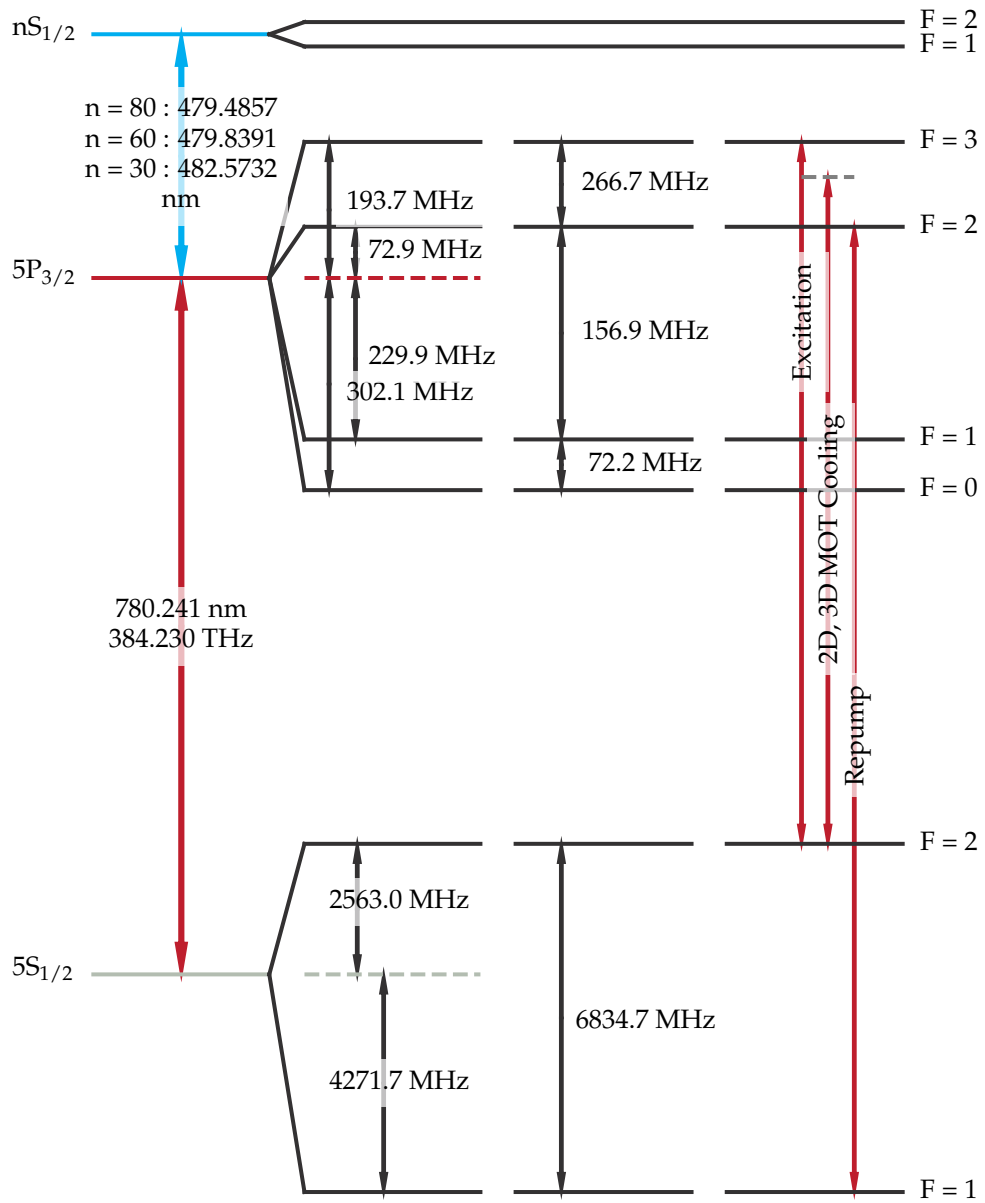 nS1/2
F = 2
F = 1
n = 80 : 479.4857
n = 60 : 479.8391
n = 30 : 482.5732
nm
F = 3
266.7 MHz
193.7 MHz
F = 2
72.9 MHz
5P3/2
Excitation
156.9 MHz
229.9 MHz
302.1 MHz
F = 1
72.2 MHz
F = 0
2D, 3D MOT Cooling
780.241 nm
384.230 THz
Repump
F = 2
2563.0 MHz
5S1/2
6834.7 MHz
4271.7 MHz
F = 1